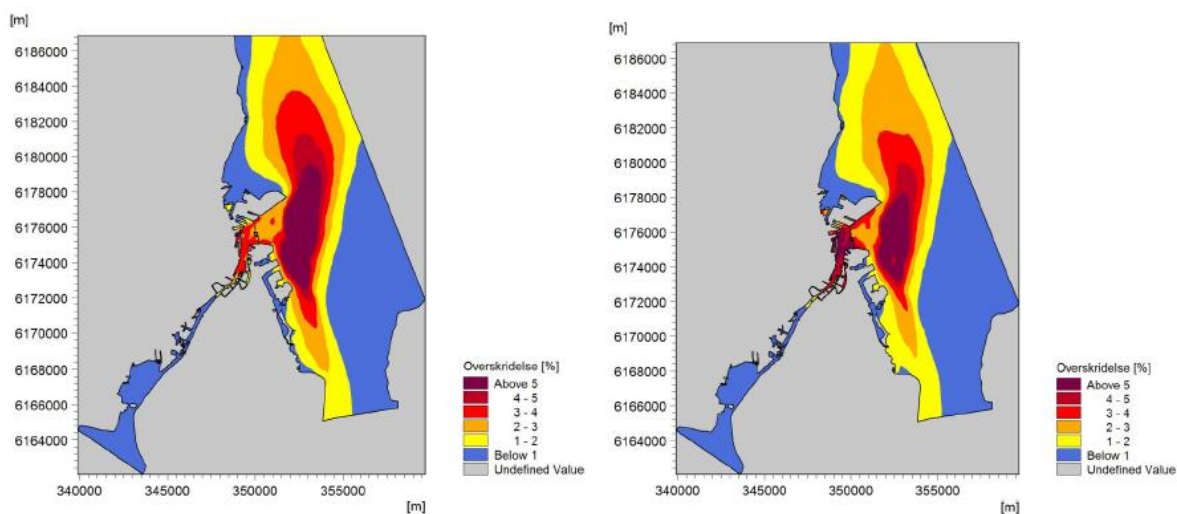 [m]
6186000
6184000
6182000
6180000
6178000
6176000
6174000
6172000
6170000
6168000
6166000
6164000
340000 345000 350000 355000
[m]
Overskridelse [%]
Above 5
4 - 5
3 - 4
2 - 3
1 - 2
Below 1
Undefined Value
[m]
6186000
6184000
6182000
6180000
6178000
6176000
6174000
6172000
6170000
6168000
6166000
6164000
340000 345000 350000 355000
[m]
Overskridelse [%]
Above 5
4 - 5
3 - 4
2 - 3
1 - 2
Below 1
Undefined Value